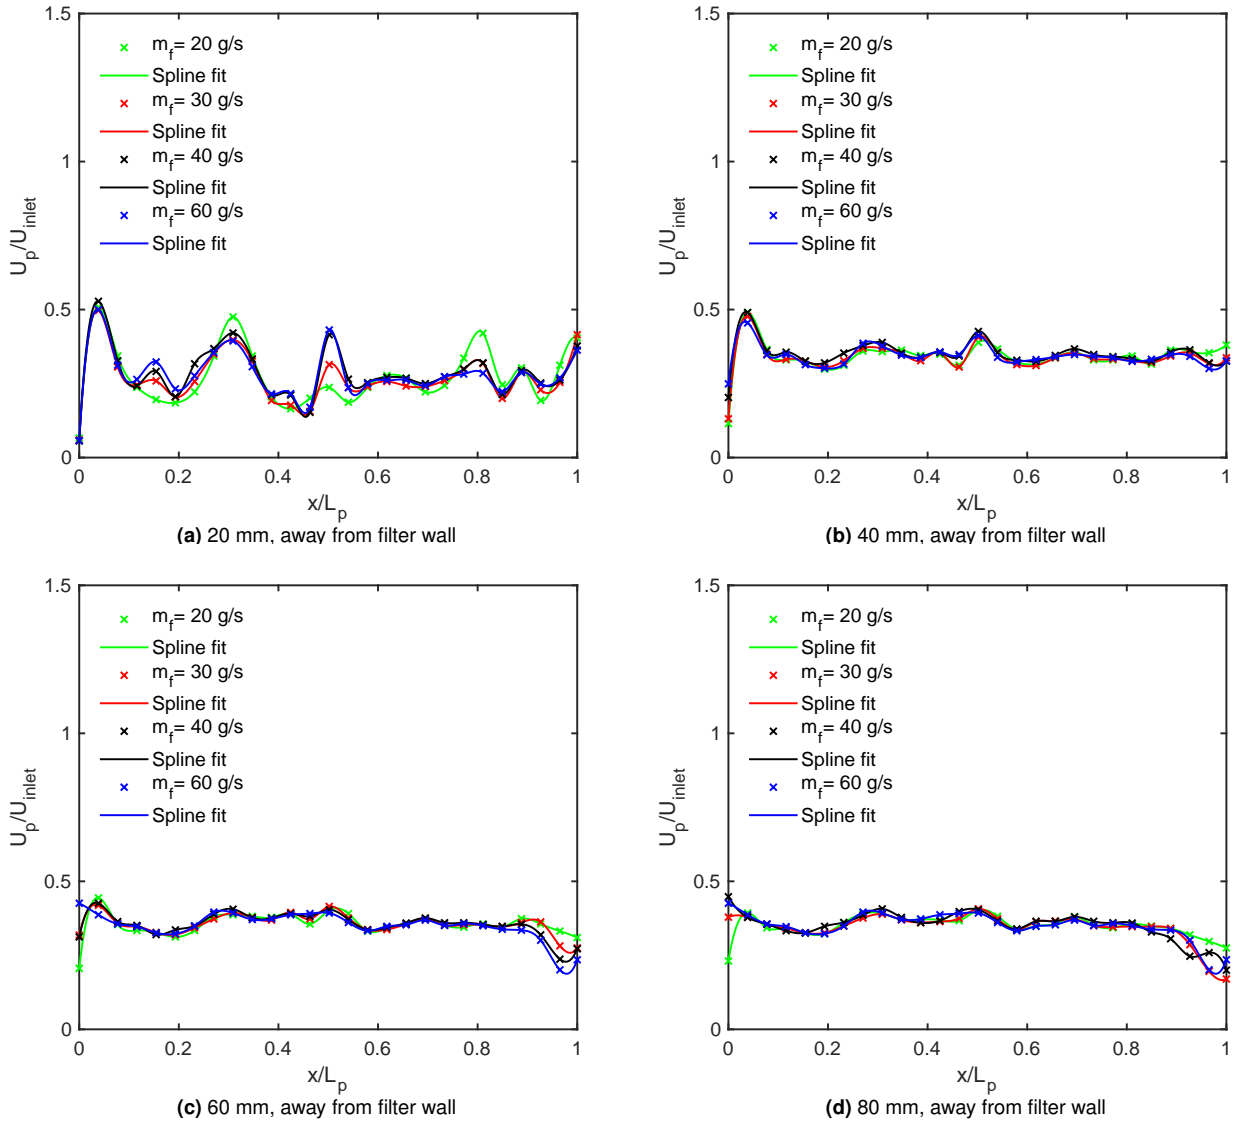 1.5
1
0.5
0
U_p/U_inlet
m_f= 20 g/s
Spline fit
m_f= 30 g/s
Spline fit
m_f= 40 g/s
Spline fit
m_f= 60 g/s
Spline fit
0 0.2 0.4 0.6 0.8 1
x/L_p
(a) 20 mm, away from filter wall
1.5
1
0.5
0
U_p/U_inlet
m_f= 20 g/s
Spline fit
m_f= 30 g/s
Spline fit
m_f= 40 g/s
Spline fit
m_f= 60 g/s
Spline fit
0 0.2 0.4 0.6 0.8 1
x/L_p
(b) 40 mm, away from filter wall
1.5
1
0.5
0
U_p/U_inlet
m_f= 20 g/s
Spline fit
m_f= 30 g/s
Spline fit
m_f= 40 g/s
Spline fit
m_f= 60 g/s
Spline fit
0 0.2 0.4 0.6 0.8 1
x/L_p
(c) 60 mm, away from filter wall
1.5
1
0.5
0
U_p/U_inlet
m_f= 20 g/s
Spline fit
m_f= 30 g/s
Spline fit
m_f= 40 g/s
Spline fit
m_f= 60 g/s
Spline fit
0 0.2 0.4 0.6 0.8 1
x/L_p
(d) 80 mm, away from filter wall